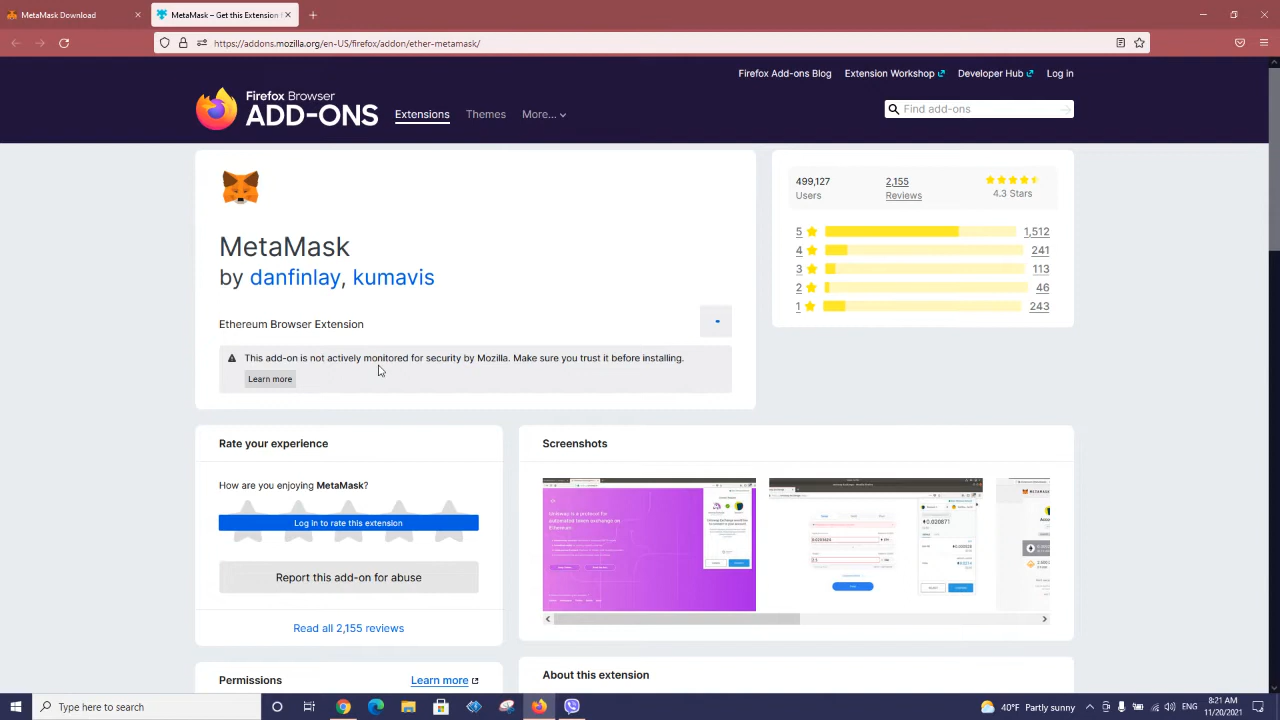 MetaMask Download
MetaMask – Get this Extension f
https://addons.mozilla.org/en-US/firefox/addon/ether-metamask/
Firefox Add-ons Blog
Extension Workshop
Developer Hub
Log in
Firefox Browser
ADD-ONS
Extensions
Themes
More...
Find add-ons
499,127
Users
2,155
Reviews
4.3 Stars
5 1,512
4 241
3 113
2 46
1 243
MetaMask
by danfinlay, kumavis
Ethereum Browser Extension
This add-on is not actively monitored for security by Mozilla. Make sure you trust it before installing.
Learn more
Rate your experience
How are you enjoying MetaMask?
Log in to rate this extension
Report this add-on for abuse
Read all 2,155 reviews
Permissions
Learn more
Screenshots
About this extension
Type here to search
40°F Partly sunny
8:21 AM
11/20/2021